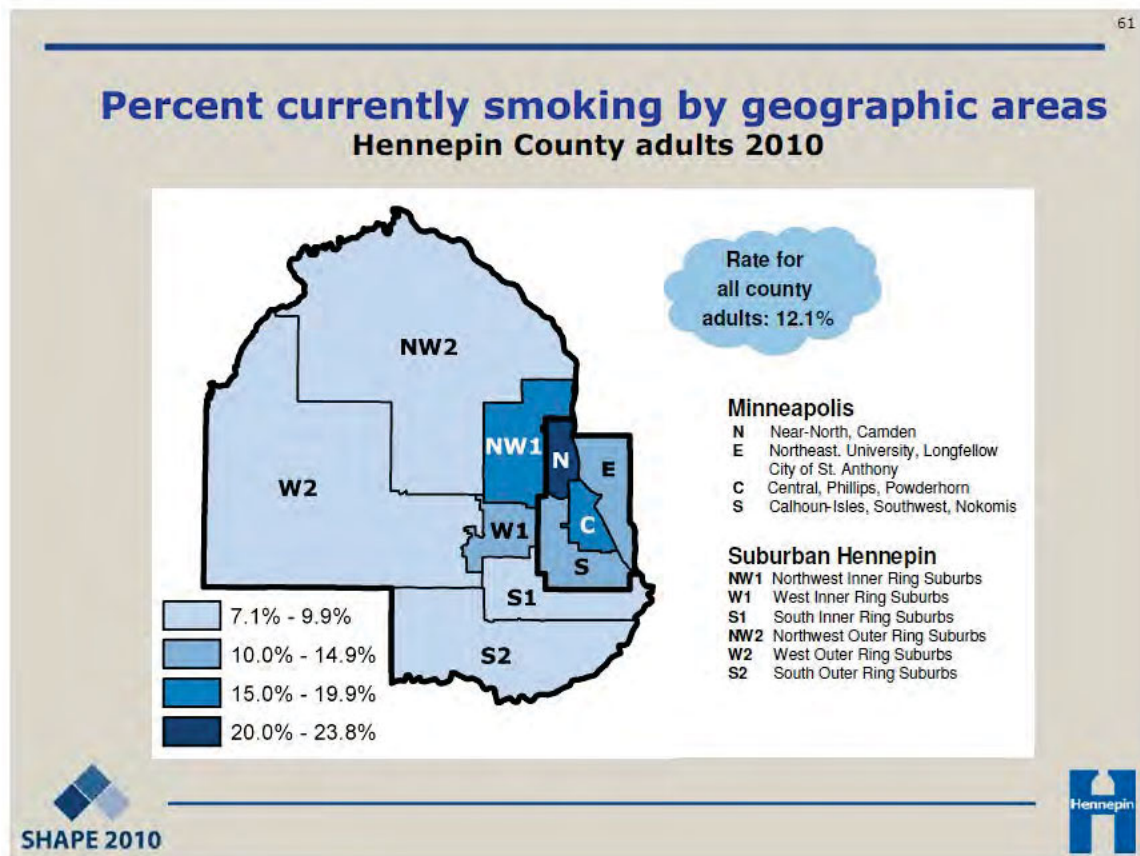 61
Percent currently smoking by geographic areas
Hennepin County adults 2010
Rate for
all county
adults: 12.1%
NW2
NW1
N
E
W2
W1
C
S
S1
S2
7.1% - 9.9%
10.0% - 14.9%
15.0% - 19.9%
20.0% - 23.8%
Minneapolis
N Near-North, Camden
E Northeast. University, Longfellow
City of St. Anthony
C Central, Phillips, Powderhorn
S Calhoun-Isles, Southwest, Nokomis
Suburban Hennepin
NW1 Northwest Inner Ring Suburbs
W1 West Inner Ring Suburbs
S1 South Inner Ring Suburbs
NW2 Northwest Outer Ring Suburbs
W2 West Outer Ring Suburbs
S2 South Outer Ring Suburbs
SHAPE 2010
Hennepin